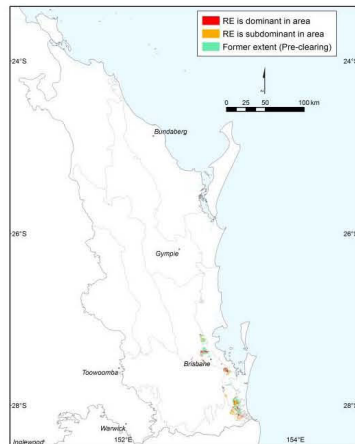 RE is dominant in area
RE is subdominant in area
Former extent (Pre-clearing)
0 25 50 100 km
24°S
24°S
Bundaberg
26°S
26°S
Gympie
Brisbane
Toowoomba
28°S
28°S
Warwick
Inglewood
152°E
154°E